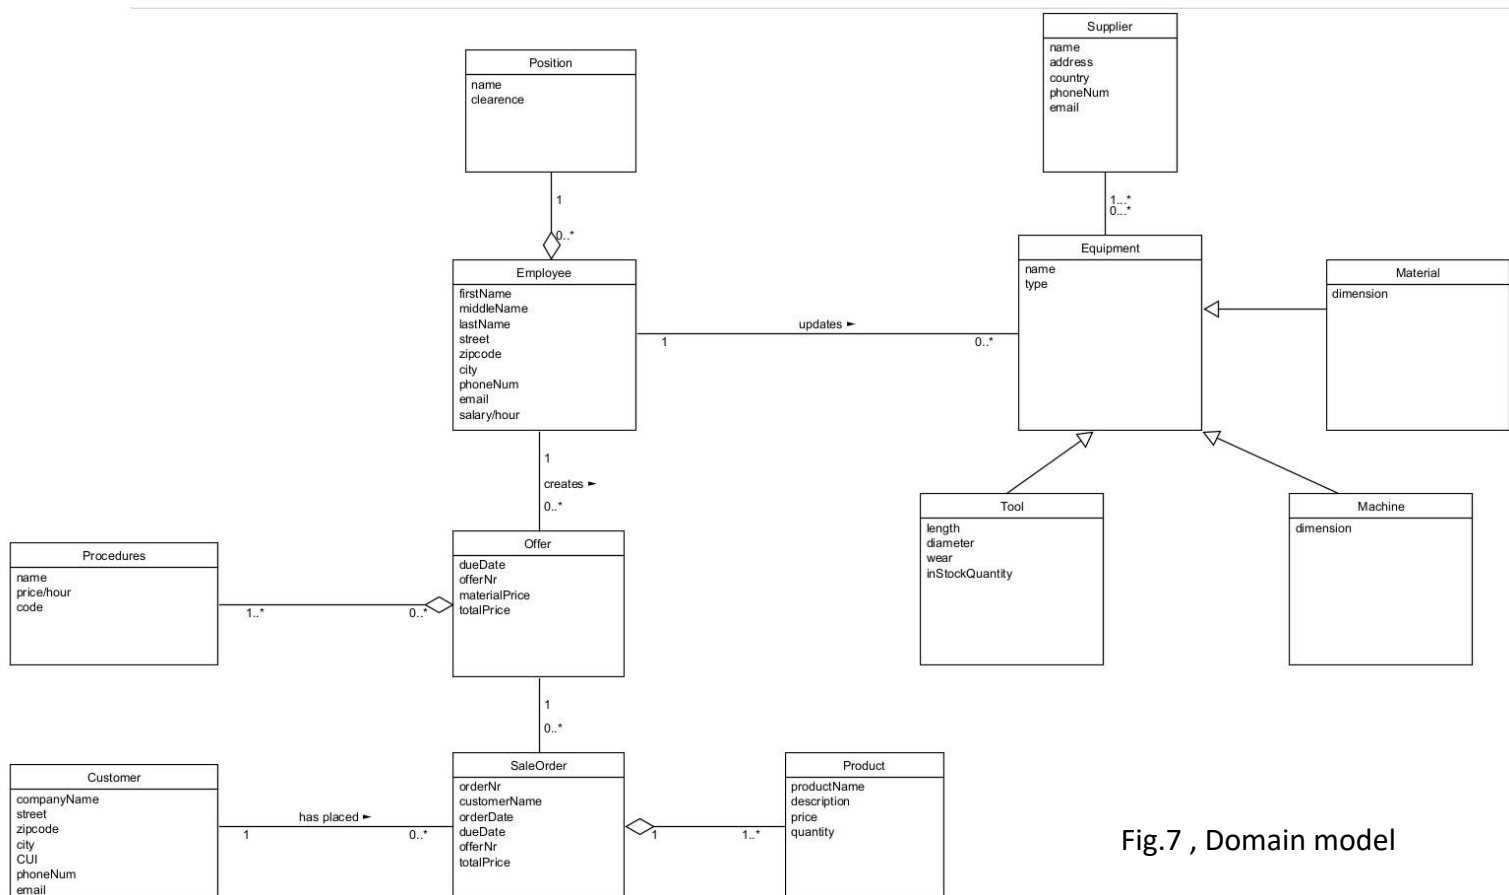 Supplier
name
address
country
phoneNum
email
Position
name
clearence
1
0..*
1...*
0...*
Employee
firstName
middleName
lastName
street
zipcode
city
phoneNum
email
salary/hour
updates ►
1
0..*
Equipment
name
type
Material
dimension
1
creates ►
0..*
Tool
length
diameter
wear
inStockQuantity
Machine
dimension
Procedures
name
price/hour
code
1..*
0..*
Offer
dueDate
offerNr
materialPrice
totalPrice
1
0..*
Customer
companyName
street
zipcode
city
CUI
phoneNum
email
has placed ►
1
0..*
SaleOrder
orderNr
customerName
orderDate
dueDate
offerNr
totalPrice
1
1..*
Product
productName
description
price
quantity
Fig.7 , Domain model